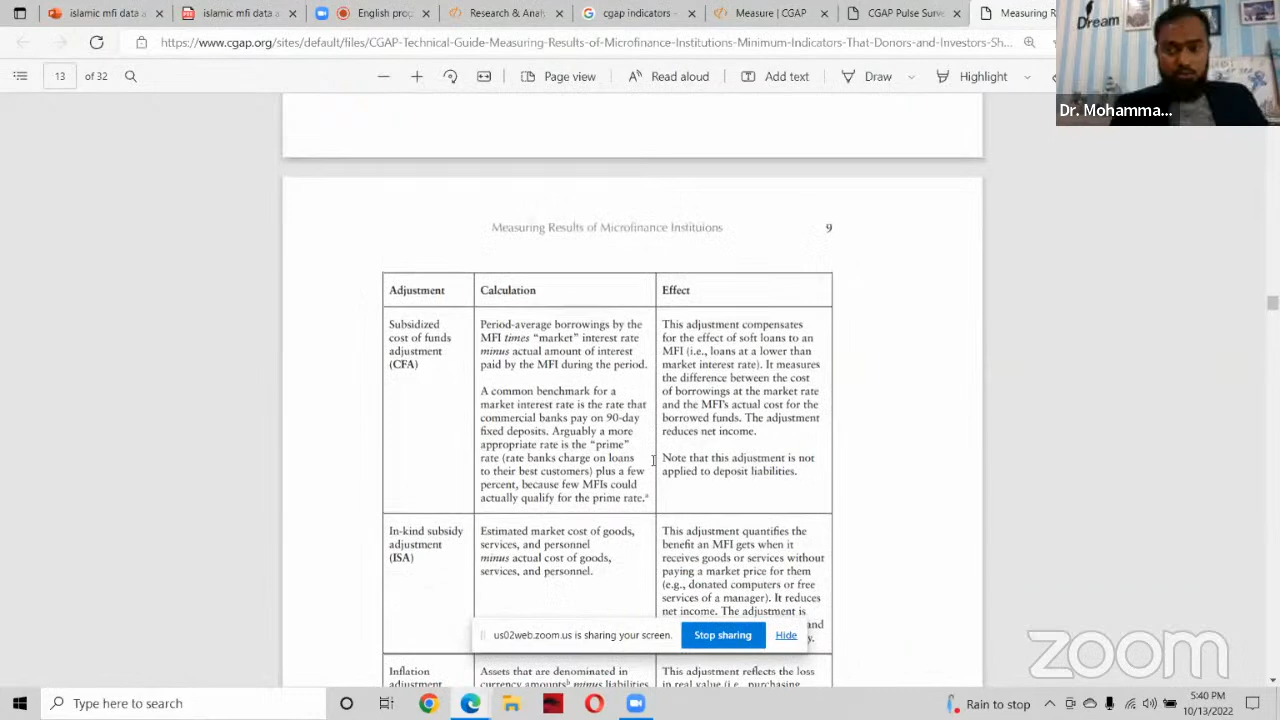 islamic mfi data a
islamic mfi data a
English prop
Research & Anal
cgap indicators -
Measure | CGAP
CGAP Pulse Surve
Measuring R
https://www.cgap.org/sites/default/files/CGAP-Technical-Guide-Measuring-Results-of-Microfinance-Institutions-Minimum-Indicators-That-Donors-and-Investors-Sh...
13 of 32
Page view
Read aloud
Add text
Draw
Highlight
Dream
Dr. Mohamma...
Measuring Results of Microfinance Instituions
9
Adjustment
Calculation
Effect
Subsidized
cost of funds
adjustment
(CFA)
Period-average borrowings by the
MFI times “market” interest rate
minus actual amount of interest
paid by the MFI during the period.
A common benchmark for a
market interest rate is the rate that
commercial banks pay on 90-day
fixed deposits. Arguably a more
appropriate rate is the “prime”
rate (rate banks charge on loans
to their best customers) plus a few
percent, because few MFIs could
actually qualify for the prime rate.a
This adjustment compensates
for the effect of soft loans to an
MFI (i.e., loans at a lower than
market interest rate). It measures
the difference between the cost
of borrowings at the market rate
and the MFI’s actual cost for the
borrowed funds. The adjustment
reduces net income.
Note that this adjustment is not
applied to deposit liabilities.
In-kind subsidy
adjustment
(ISA)
Estimated market cost of goods,
services, and personnel
minus actual cost of goods,
services, and personnel.
This adjustment quantifies the
benefit an MFI gets when it
receives goods or services without
paying a market price for them
(e.g., donated computers or free
services of a manager). It reduces
net income. The adjustment is
and
y.
us02web.zoom.us is sharing your screen.
Stop sharing
Hide
Inflation
adjustment
Assets that are denominated in
currency amountsb minus liabilities
This adjustment reflects the loss
in real value (i.e., purchasing
zoom
Type here to search
Rain to stop
5:40 PM
10/13/2022